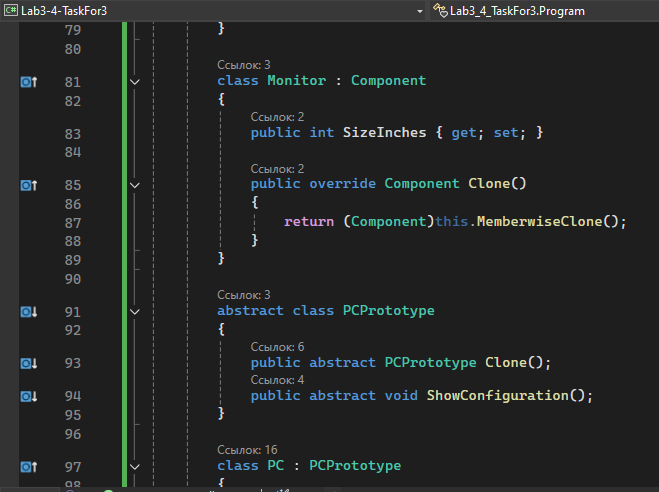 C# Lab3-4-TaskFor3
Lab3_4_TaskFor3.Program
79 }
80
Ссылок: 3
81 class Monitor : Component
82 {
Ссылок: 2
83 public int SizeInches { get; set; }
84
Ссылок: 2
85 public override Component Clone()
86 {
87 return (Component)this.MemberwiseClone();
88 }
89 }
90
Ссылок: 3
91 abstract class PCPrototype
92 {
Ссылок: 6
93 public abstract PCPrototype Clone();
Ссылок: 4
94 public abstract void ShowConfiguration();
95 }
96
Ссылок: 16
97 class PC : PCPrototype
98 {